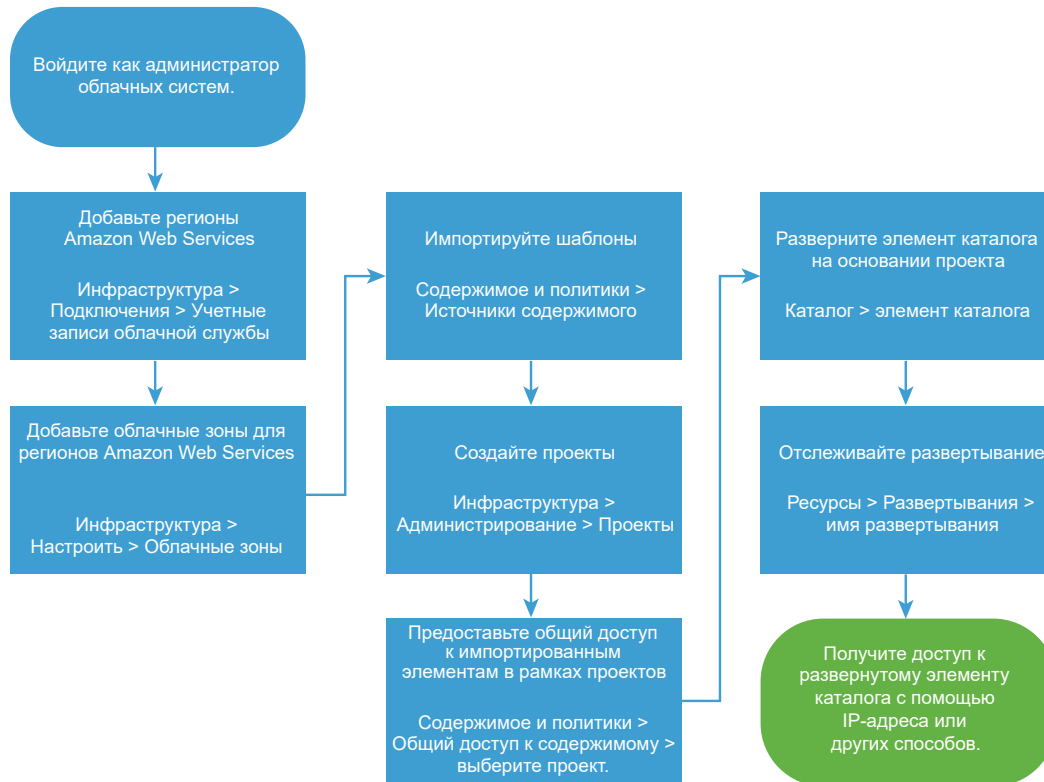 Войдите как администратор
облачных систем.
Добавьте регионы
Amazon Web Services
Инфраструктура >
Подключения > Учетные
записи облачной службы
Добавьте облачные зоны для
регионов Amazon Web Services
Инфраструктура >
Настроить > Облачные зоны
Импортируйте шаблоны
Содержимое и политики >
Источники содержимого
Создайте проекты
Инфраструктура >
Администрирование > Проекты
Предоставьте общий доступ
к импортированным
элементам в рамках проектов
Содержимое и политики >
Общий доступ к содержимому >
выберите проект.
Разверните элемент каталога
на основании проекта
Каталог > элемент каталога
Отслеживайте развертывание
Ресурсы > Развертывания >
имя развертывания
Получите доступ к
развернутому элементу
каталога с помощью
IP-адреса или
других способов.